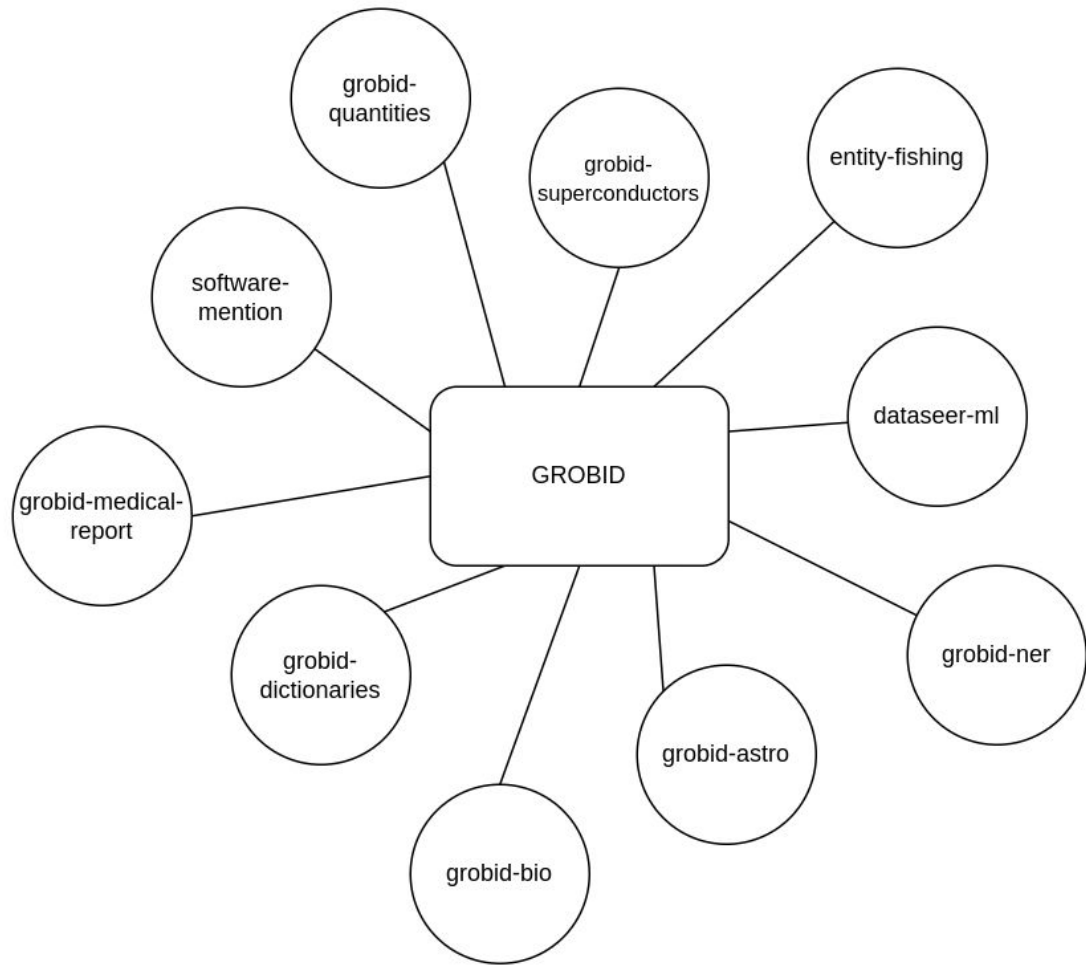 grobid-
quantities
grobid-
superconductors
entity-fishing
software-
mention
dataseer-ml
GROBID
grobid-medical-
report
grobid-
dictionaries
grobid-ner
grobid-astro
grobid-bio